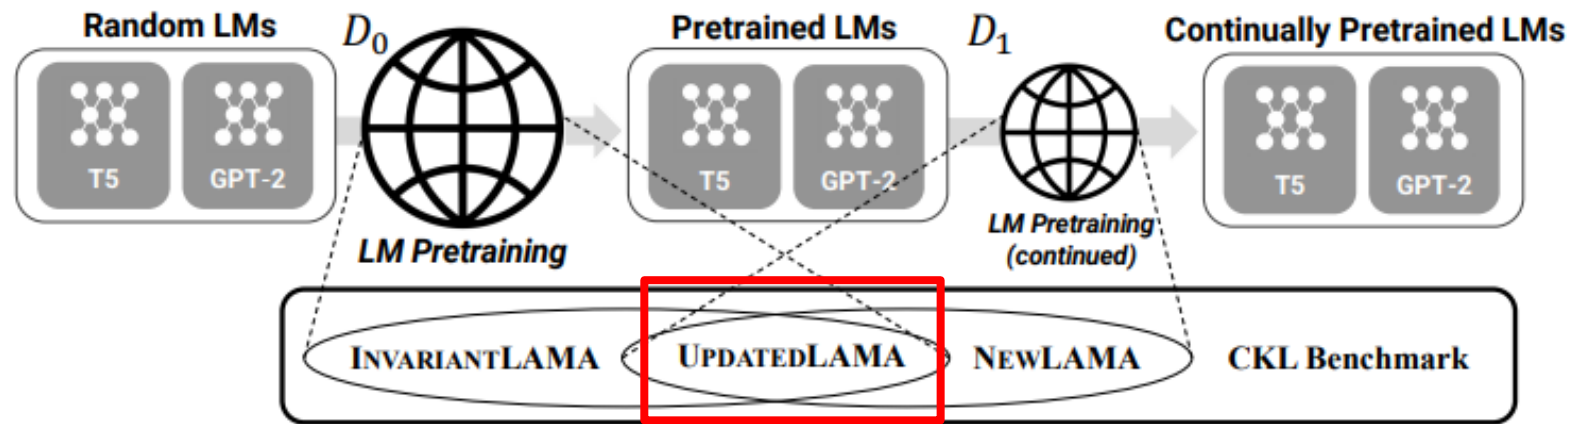 Random LMs
D0
Pretrained LMs
D1
Continually Pretrained LMs
T5
GPT-2
T5
GPT-2
T5
GPT-2
LM Pretraining
LM Pretraining
(continued)
INVARIANTLAMA
UPDATEDLAMA
NEWLAMA
CKL Benchmark